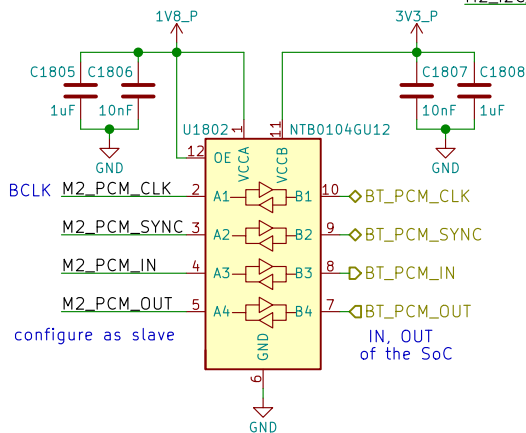 1V8_P
3V3_P
C1805
C1806
1uF
10nF
GND
C1807
C1808
10nF
1uF
GND
U1802
NTB0104GU12
1
11
VCCA
VCCB
12
OE
BCLK
M2_PCM_CLK
2
A1
B1
10
BT_PCM_CLK
M2_PCM_SYNC
3
A2
B2
9
BT_PCM_SYNC
M2_PCM_IN
4
A3
B3
8
BT_PCM_IN
M2_PCM_OUT
5
A4
B4
7
BT_PCM_OUT
configure as slave
IN, OUT
of the SoC
GND
6
GND